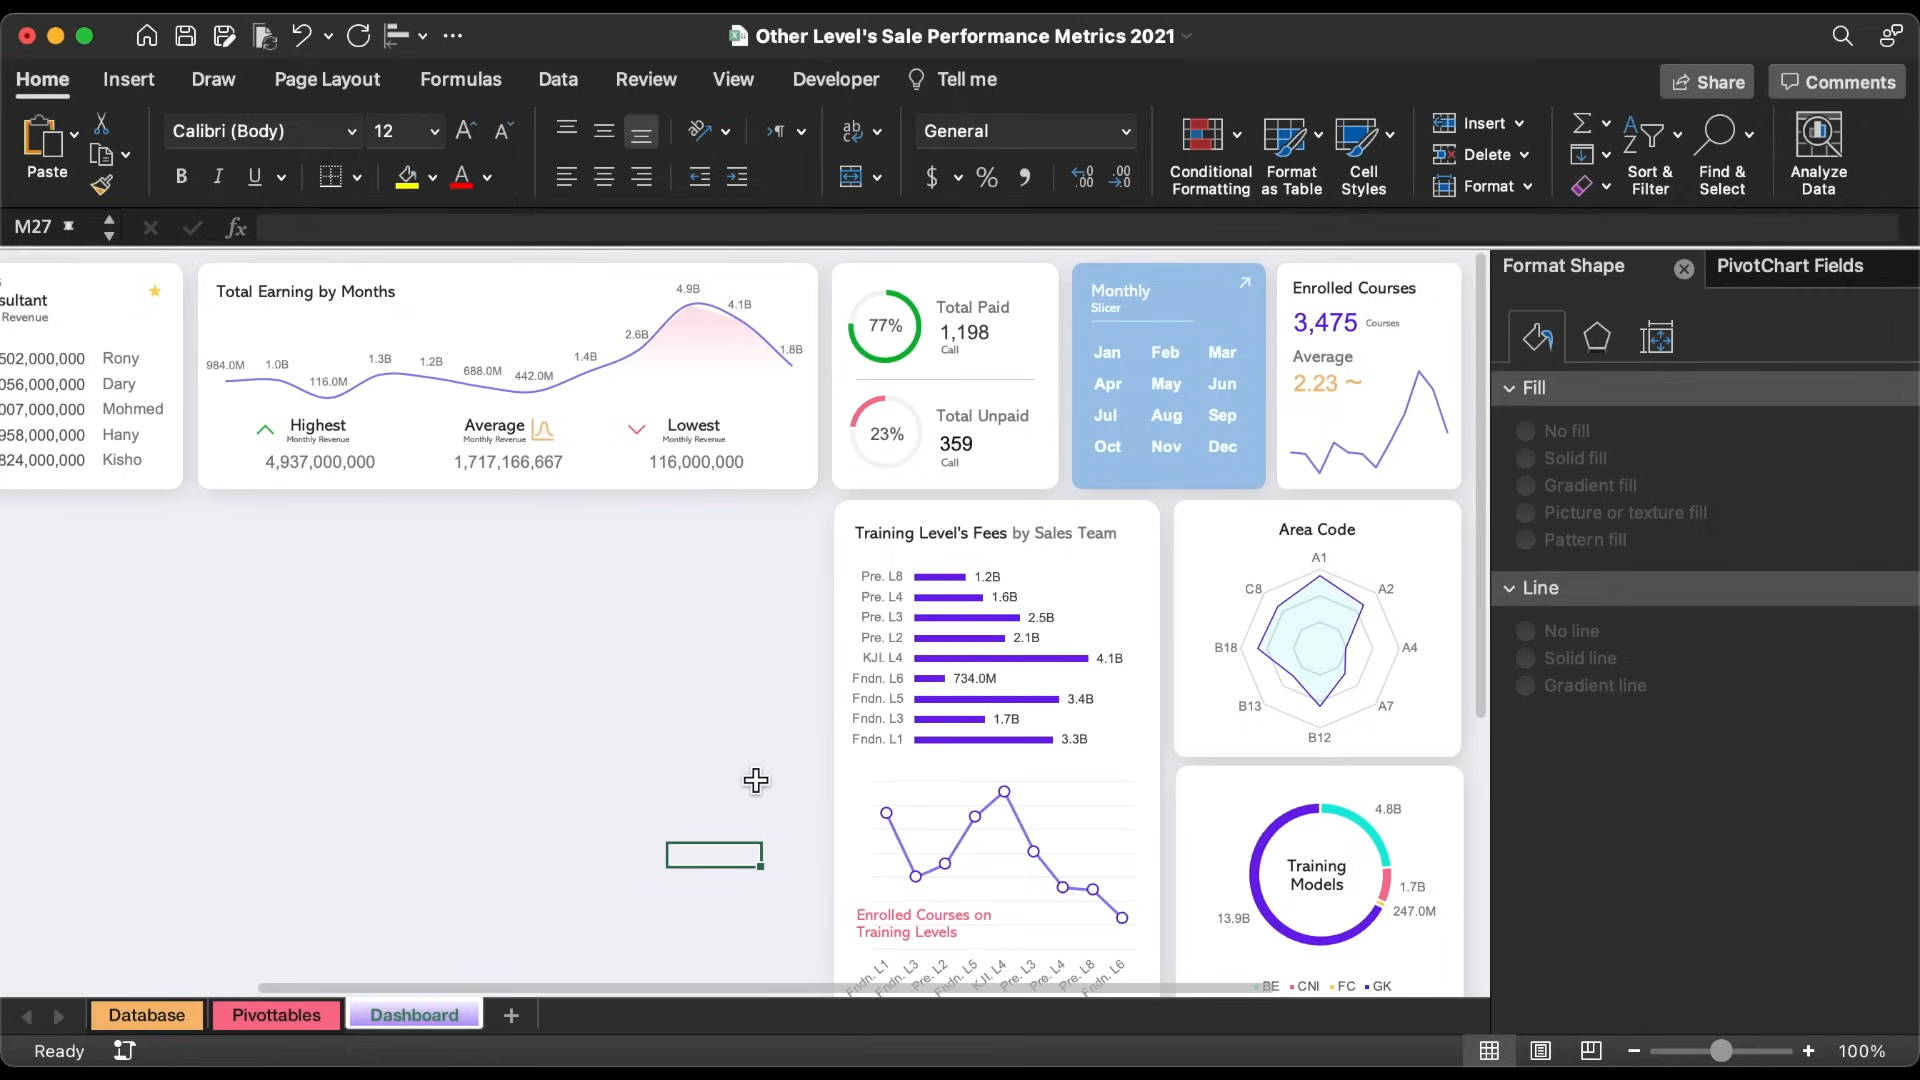 Other Level's Sale Performance Metrics 2021
Home Insert Draw Page Layout Formulas Data Review View Developer Tell me
Share Comments
Paste
Calibri (Body) 12
B I U
A A A
ab
General
$ % 9
.00
Conditional Formatting
Format as Table
Cell Styles
Insert
Delete
Format
Sort & Filter
Find & Select
Analyze Data
M27
fx
sultant
Revenue
502,000,000 Rony
056,000,000 Dary
007,000,000 Mohmed
958,000,000 Hany
824,000,000 Kisho
Total Earning by Months
984.0M 1.0B 116.0M 1.3B 1.2B 688.0M 442.0M 1.4B 2.6B 4.9B 4.1B 1.8B
Highest
Monthly Revenue
4,937,000,000
Average
Monthly Revenue
1,717,166,667
Lowest
Monthly Revenue
116,000,000
77%
Total Paid
1,198
Call
23%
Total Unpaid
359
Call
Monthly
Slicer
Jan Feb Mar
Apr May Jun
Jul Aug Sep
Oct Nov Dec
Enrolled Courses
3,475 Courses
Average
2.23 ~
Training Level's Fees by Sales Team
Pre. L8 1.2B
Pre. L4 1.6B
Pre. L3 2.5B
Pre. L2 2.1B
KJI. L4 4.1B
Fndn. L6 734.0M
Fndn. L5 3.4B
Fndn. L3 1.7B
Fndn. L1 3.3B
Enrolled Courses on
Training Levels
Fndn. L1 Fndn. L3 Pre. L2 Fndn. L5 KJI. L4 Pre. L3 Pre. L4 Pre. L8 Fndn. L6
Area Code
A1
A2
A4
A7
B12
B13
B18
C8
Training
Models
4.8B
1.7B
247.0M
13.9B
BE CNI FC GK
Format Shape
PivotChart Fields
Fill
No fill
Solid fill
Gradient fill
Picture or texture fill
Pattern fill
Line
No line
Solid line
Gradient line
Database Pivottables Dashboard +
Ready
100%